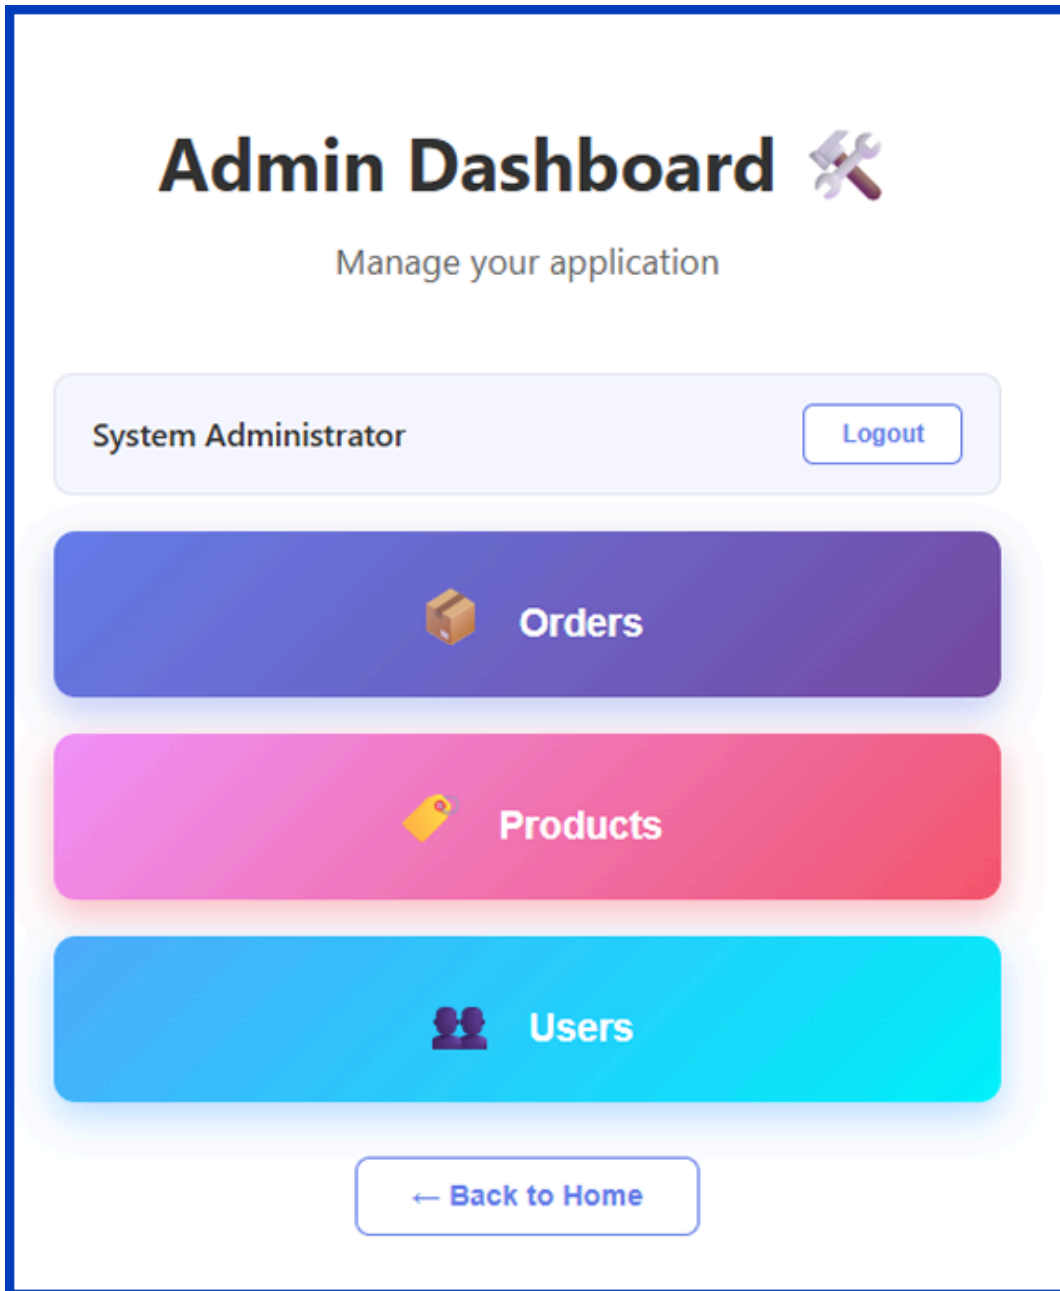 Admin Dashboard 🛠️
Manage your application
System Administrator
Logout
📦 Orders
🏷️ Products
👥 Users
← Back to Home